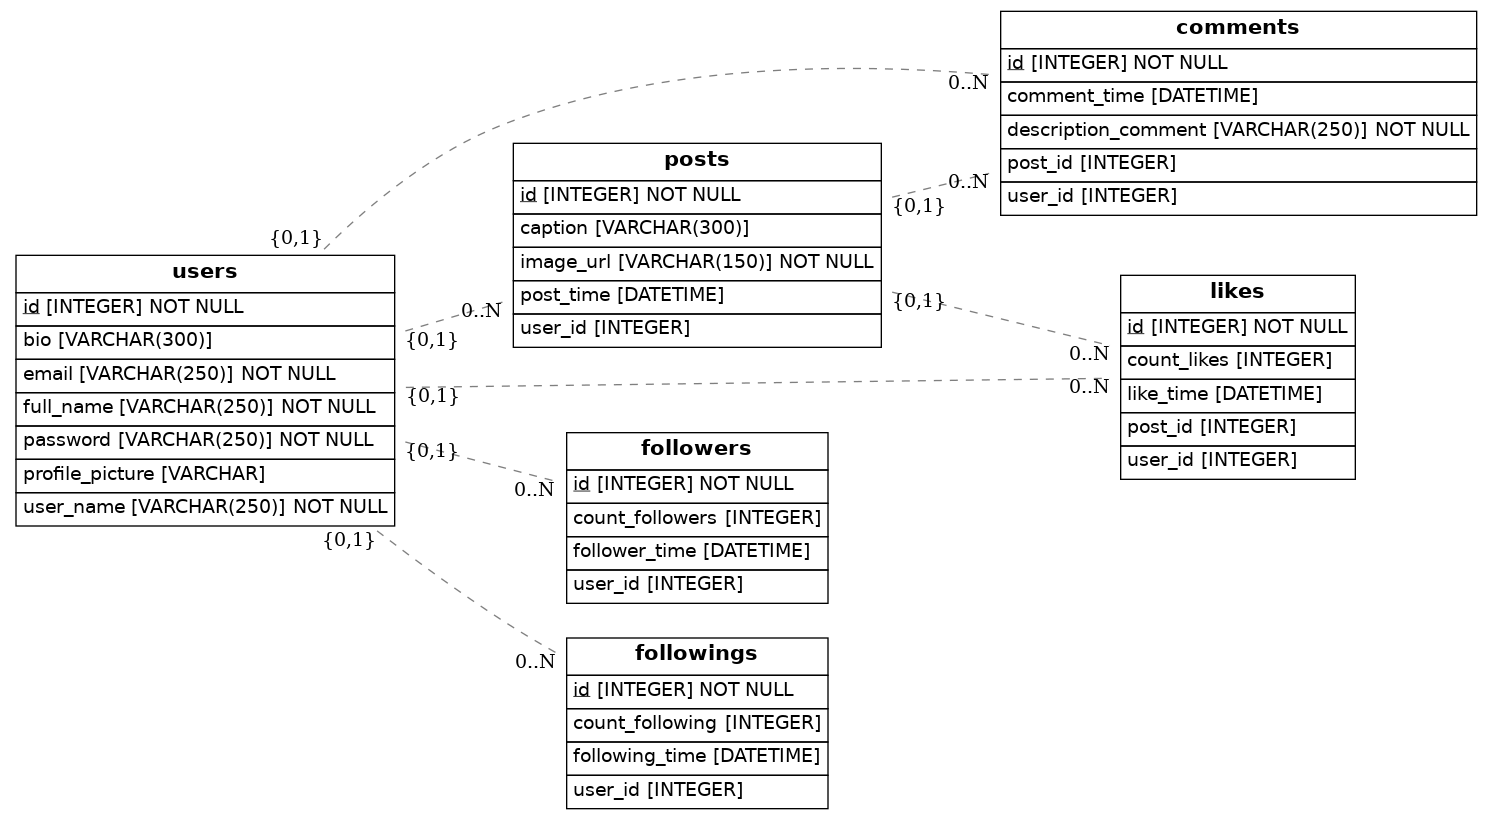 comments
id [INTEGER] NOT NULL
comment_time [DATETIME]
description_comment [VARCHAR(250)] NOT NULL
post_id [INTEGER]
user_id [INTEGER]
0..N
0..N
posts
id [INTEGER] NOT NULL
caption [VARCHAR(300)]
image_url [VARCHAR(150)] NOT NULL
post_time [DATETIME]
user_id [INTEGER]
{0,1}
{0,1}
0..N
{0,1}
users
id [INTEGER] NOT NULL
bio [VARCHAR(300)]
email [VARCHAR(250)] NOT NULL
full_name [VARCHAR(250)] NOT NULL
password [VARCHAR(250)] NOT NULL
profile_picture [VARCHAR]
user_name [VARCHAR(250)] NOT NULL
{0,1}
{0,1}
{0,1}
{0,1}
likes
id [INTEGER] NOT NULL
count_likes [INTEGER]
like_time [DATETIME]
post_id [INTEGER]
user_id [INTEGER]
0..N
0..N
followers
id [INTEGER] NOT NULL
count_followers [INTEGER]
follower_time [DATETIME]
user_id [INTEGER]
0..N
followings
id [INTEGER] NOT NULL
count_following [INTEGER]
following_time [DATETIME]
user_id [INTEGER]
0..N